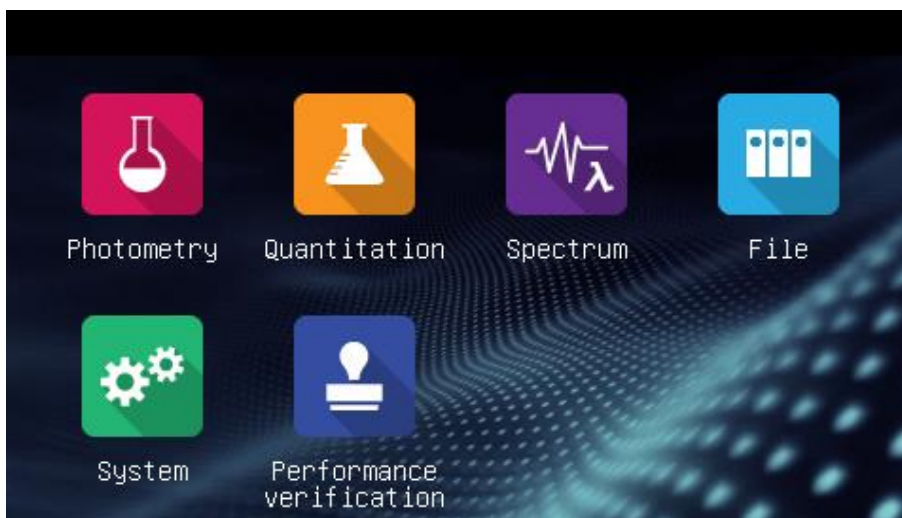 Photometry
Quantitation
Spectrum
File
System
Performance
verification